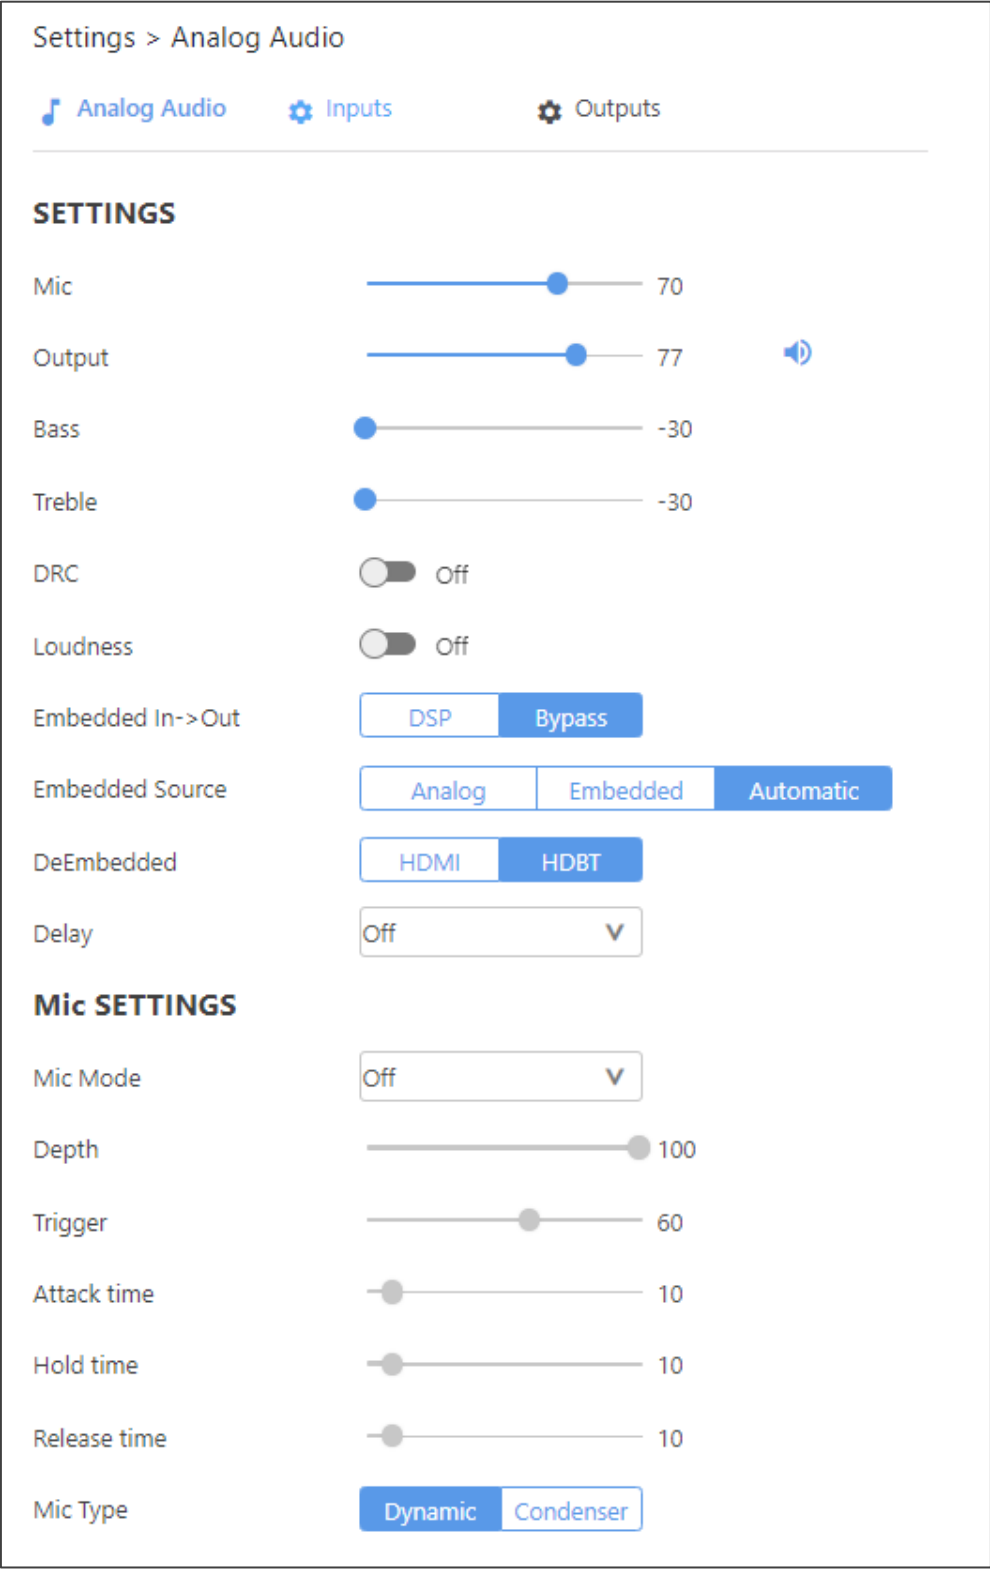 Settings > Analog Audio
Analog Audio Inputs Outputs
SETTINGS
Mic 70
Output 77
Bass -30
Treble -30
DRC Off
Loudness Off
Embedded In->Out DSP Bypass
Embedded Source Analog Embedded Automatic
DeEmbedded HDMI HDBT
Delay Off
Mic SETTINGS
Mic Mode Off
Depth 100
Trigger 60
Attack time 10
Hold time 10
Release time 10
Mic Type Dynamic Condenser